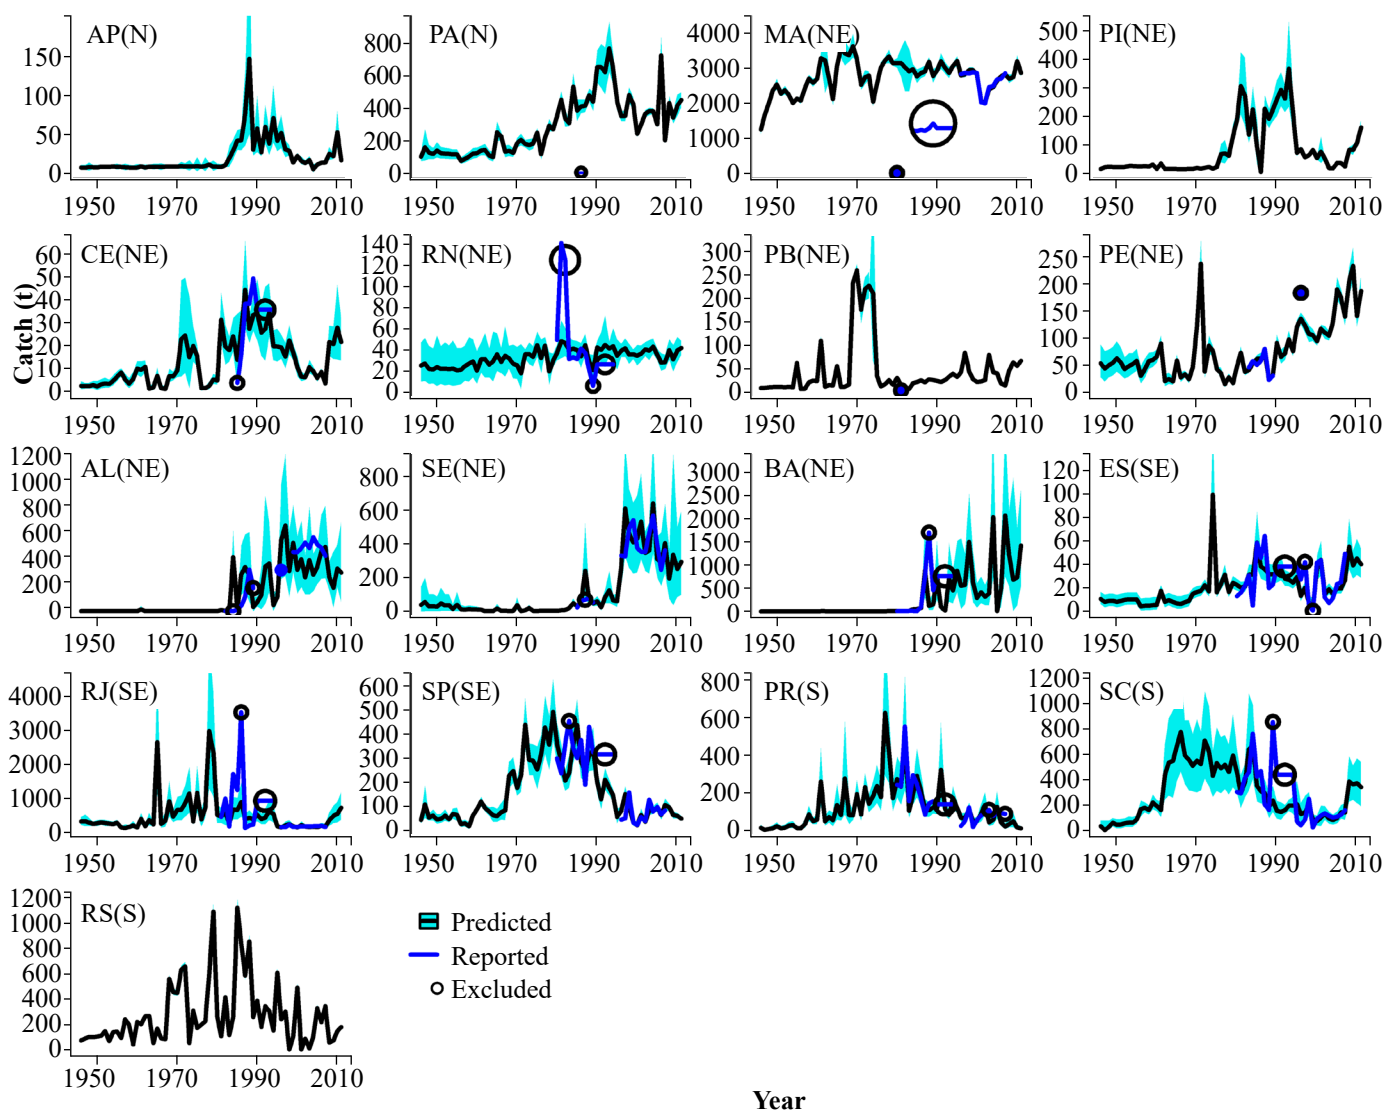 AP(N)
150
100
50
0
1950 1970 1990 2010
PA(N)
800
600
400
200
0
1950 1970 1990 2010
MA(NE)
4000
3000
2000
1000
0
1950 1970 1990 2010
PI(NE)
500
400
300
200
100
0
1950 1970 1990 2010
Catch (t)
CE(NE)
60
50
40
30
20
10
0
1950 1970 1990 2010
RN(NE)
140
120
100
80
60
40
20
0
1950 1970 1990 2010
PB(NE)
300
250
200
150
100
50
0
1950 1970 1990 2010
PE(NE)
250
200
150
100
50
0
1950 1970 1990 2010
AL(NE)
1200
1000
800
600
400
200
0
1950 1970 1990 2010
SE(NE)
800
600
400
200
0
1950 1970 1990 2010
BA(NE)
3000
2500
2000
1500
1000
500
0
1950 1970 1990 2010
ES(SE)
120
100
80
60
40
20
0
1950 1970 1990 2010
RJ(SE)
4000
3000
2000
1000
0
1950 1970 1990 2010
SP(SE)
600
500
400
300
200
100
0
1950 1970 1990 2010
PR(S)
800
600
400
200
0
1950 1970 1990 2010
SC(S)
1200
1000
800
600
400
200
0
1950 1970 1990 2010
RS(S)
1200
1000
800
600
400
200
0
1950 1970 1990 2010
Predicted
Reported
Excluded
Year